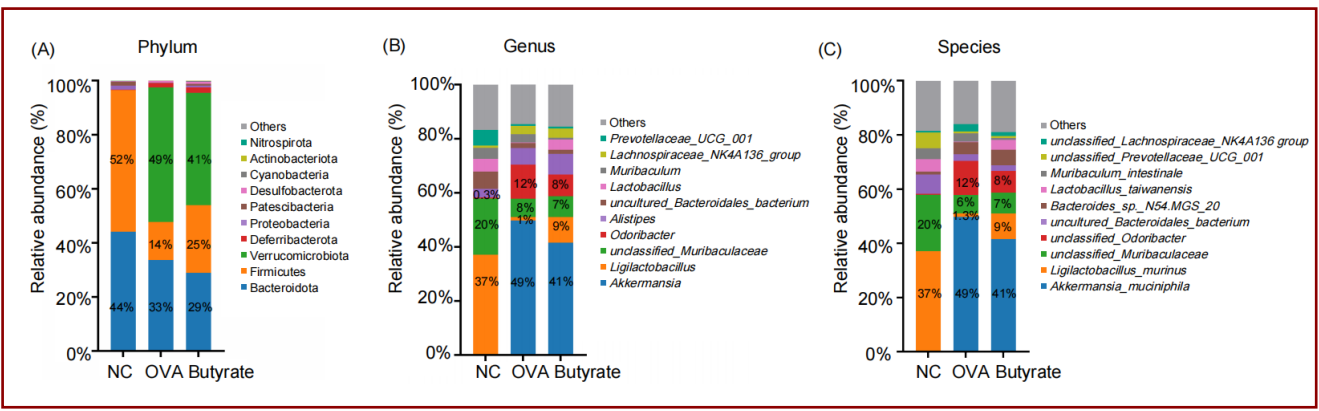 (A) Phylum
Relative abundance (%)
100%
80%
60%
40%
20%
0%
52%
44%
49%
14%
33%
41%
25%
29%
NC OVA Butyrate
Others
Nitrospirota
Actinobacteriota
Cyanobacteria
Desulfobacterota
Patescibacteria
Proteobacteria
Deferribacterota
Verrucomicrobiota
Firmicutes
Bacteroidota
(B) Genus
Relative abundance (%)
100%
80%
60%
40%
20%
0%
0.3%
20%
37%
12%
8%
1%
49%
8%
7%
9%
41%
NC OVA Butyrate
Others
Prevotellaceae_UCG_001
Lachnospiraceae_NK4A136_group
Muribaculum
Lactobacillus
uncultured_Bacteroidales_bacterium
Alistipes
Odoribacter
unclassified_Muribaculaceae
Ligilactobacillus
Akkermansia
(C) Species
Relative abundance (%)
100%
80%
60%
40%
20%
0%
20%
37%
12%
6%
1.3%
49%
8%
7%
9%
41%
NC OVA Butyrate
Others
unclassified_Lachnospiraceae_NK4A136 group
unclassified_Prevotellaceae_UCG_001
Muribaculum_intestinale
Lactobacillus_taiwanensis
Bacteroides_sp._N54.MGS_20
uncultured_Bacteroidales_bacterium
unclassified_Odoribacter
unclassified_Muribaculaceae
Ligilactobacillus_murinus
Akkermansia_muciniphila